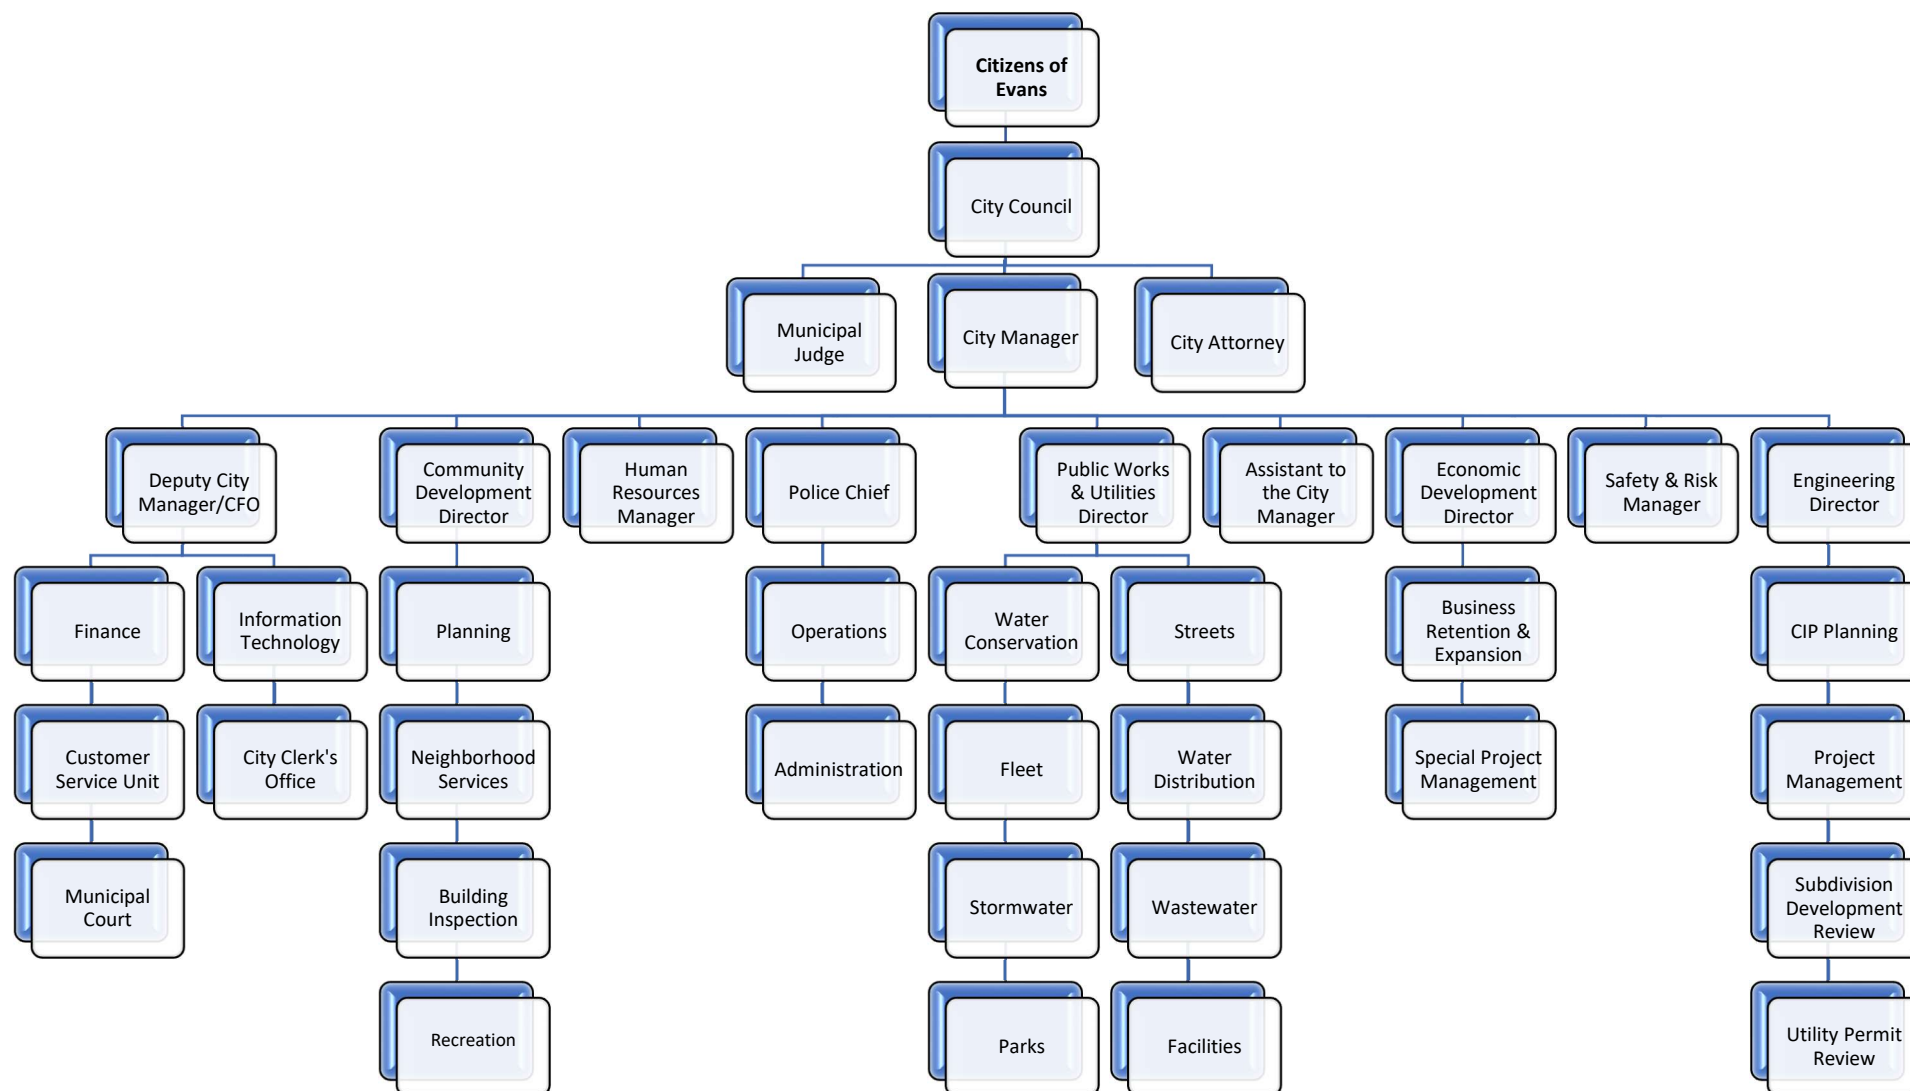 Citizens of
Evans
City Council
Municipal
Judge
City Manager
City Attorney
Deputy City
Manager/CFO
Community
Development
Director
Human
Resources
Manager
Police Chief
Public Works
& Utilities
Director
Assistant to
the City
Manager
Economic
Development
Director
Safety & Risk
Manager
Engineering
Director
Finance
Information
Technology
Planning
Operations
Water
Conservation
Streets
Business
Retention &
Expansion
CIP Planning
Customer
Service Unit
City Clerk's
Office
Neighborhood
Services
Administration
Fleet
Water
Distribution
Special Project
Management
Project
Management
Municipal
Court
Building
Inspection
Stormwater
Wastewater
Subdivision
Development
Review
Recreation
Parks
Facilities
Utility Permit
Review